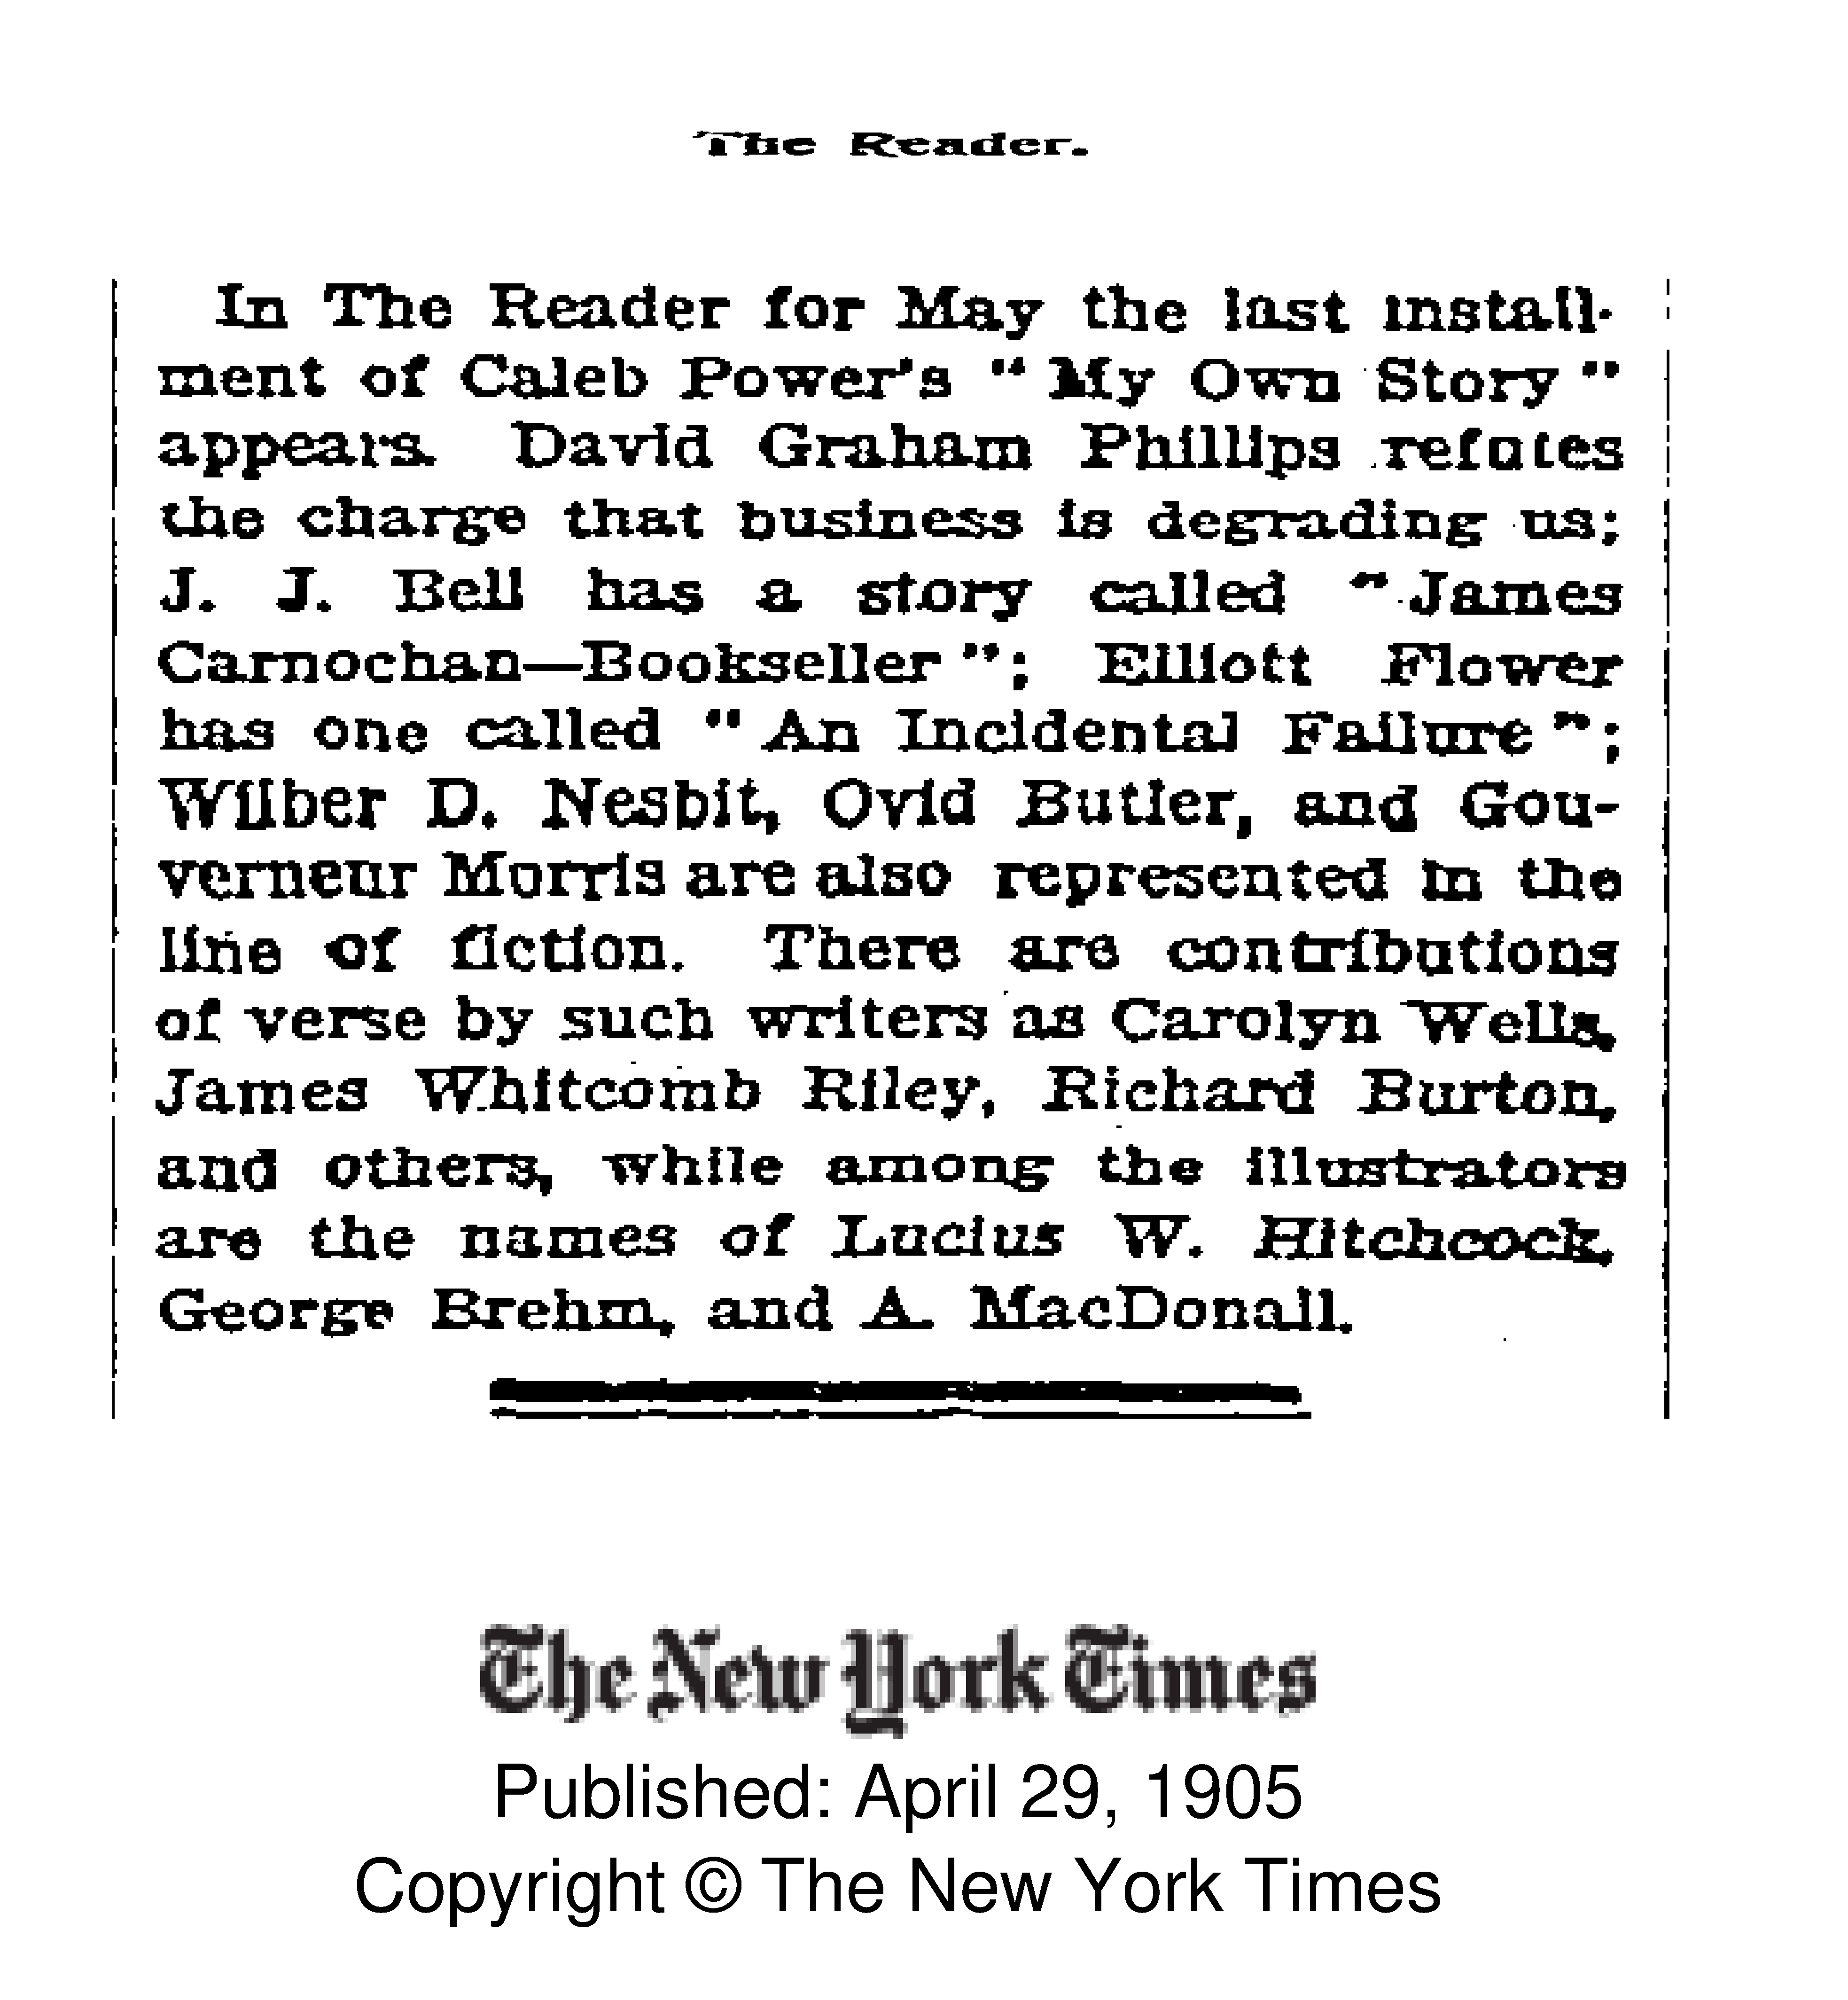 The Reader.
In The Reader for May the last install-
ment of Caleb Power's "My Own Story"
appears. David Graham Phillips refutes
the charge that business is degrading us;
J. J. Bell has a story called "James
Carnochan—Bookseller"; Elliott Flower
has one called "An Incidental Failure";
Wilber D. Nesbit, Ovid Butler, and Gou-
verneur Morris are also represented in the
line of fiction. There are contributions
of verse by such writers as Carolyn Wells,
James Whitcomb Riley, Richard Burton,
and others, while among the illustrators
are the names of Lucius W. Hitchcock,
George Brehm, and A. MacDonall.
The New York Times
Published: April 29, 1905
Copyright © The New York Times